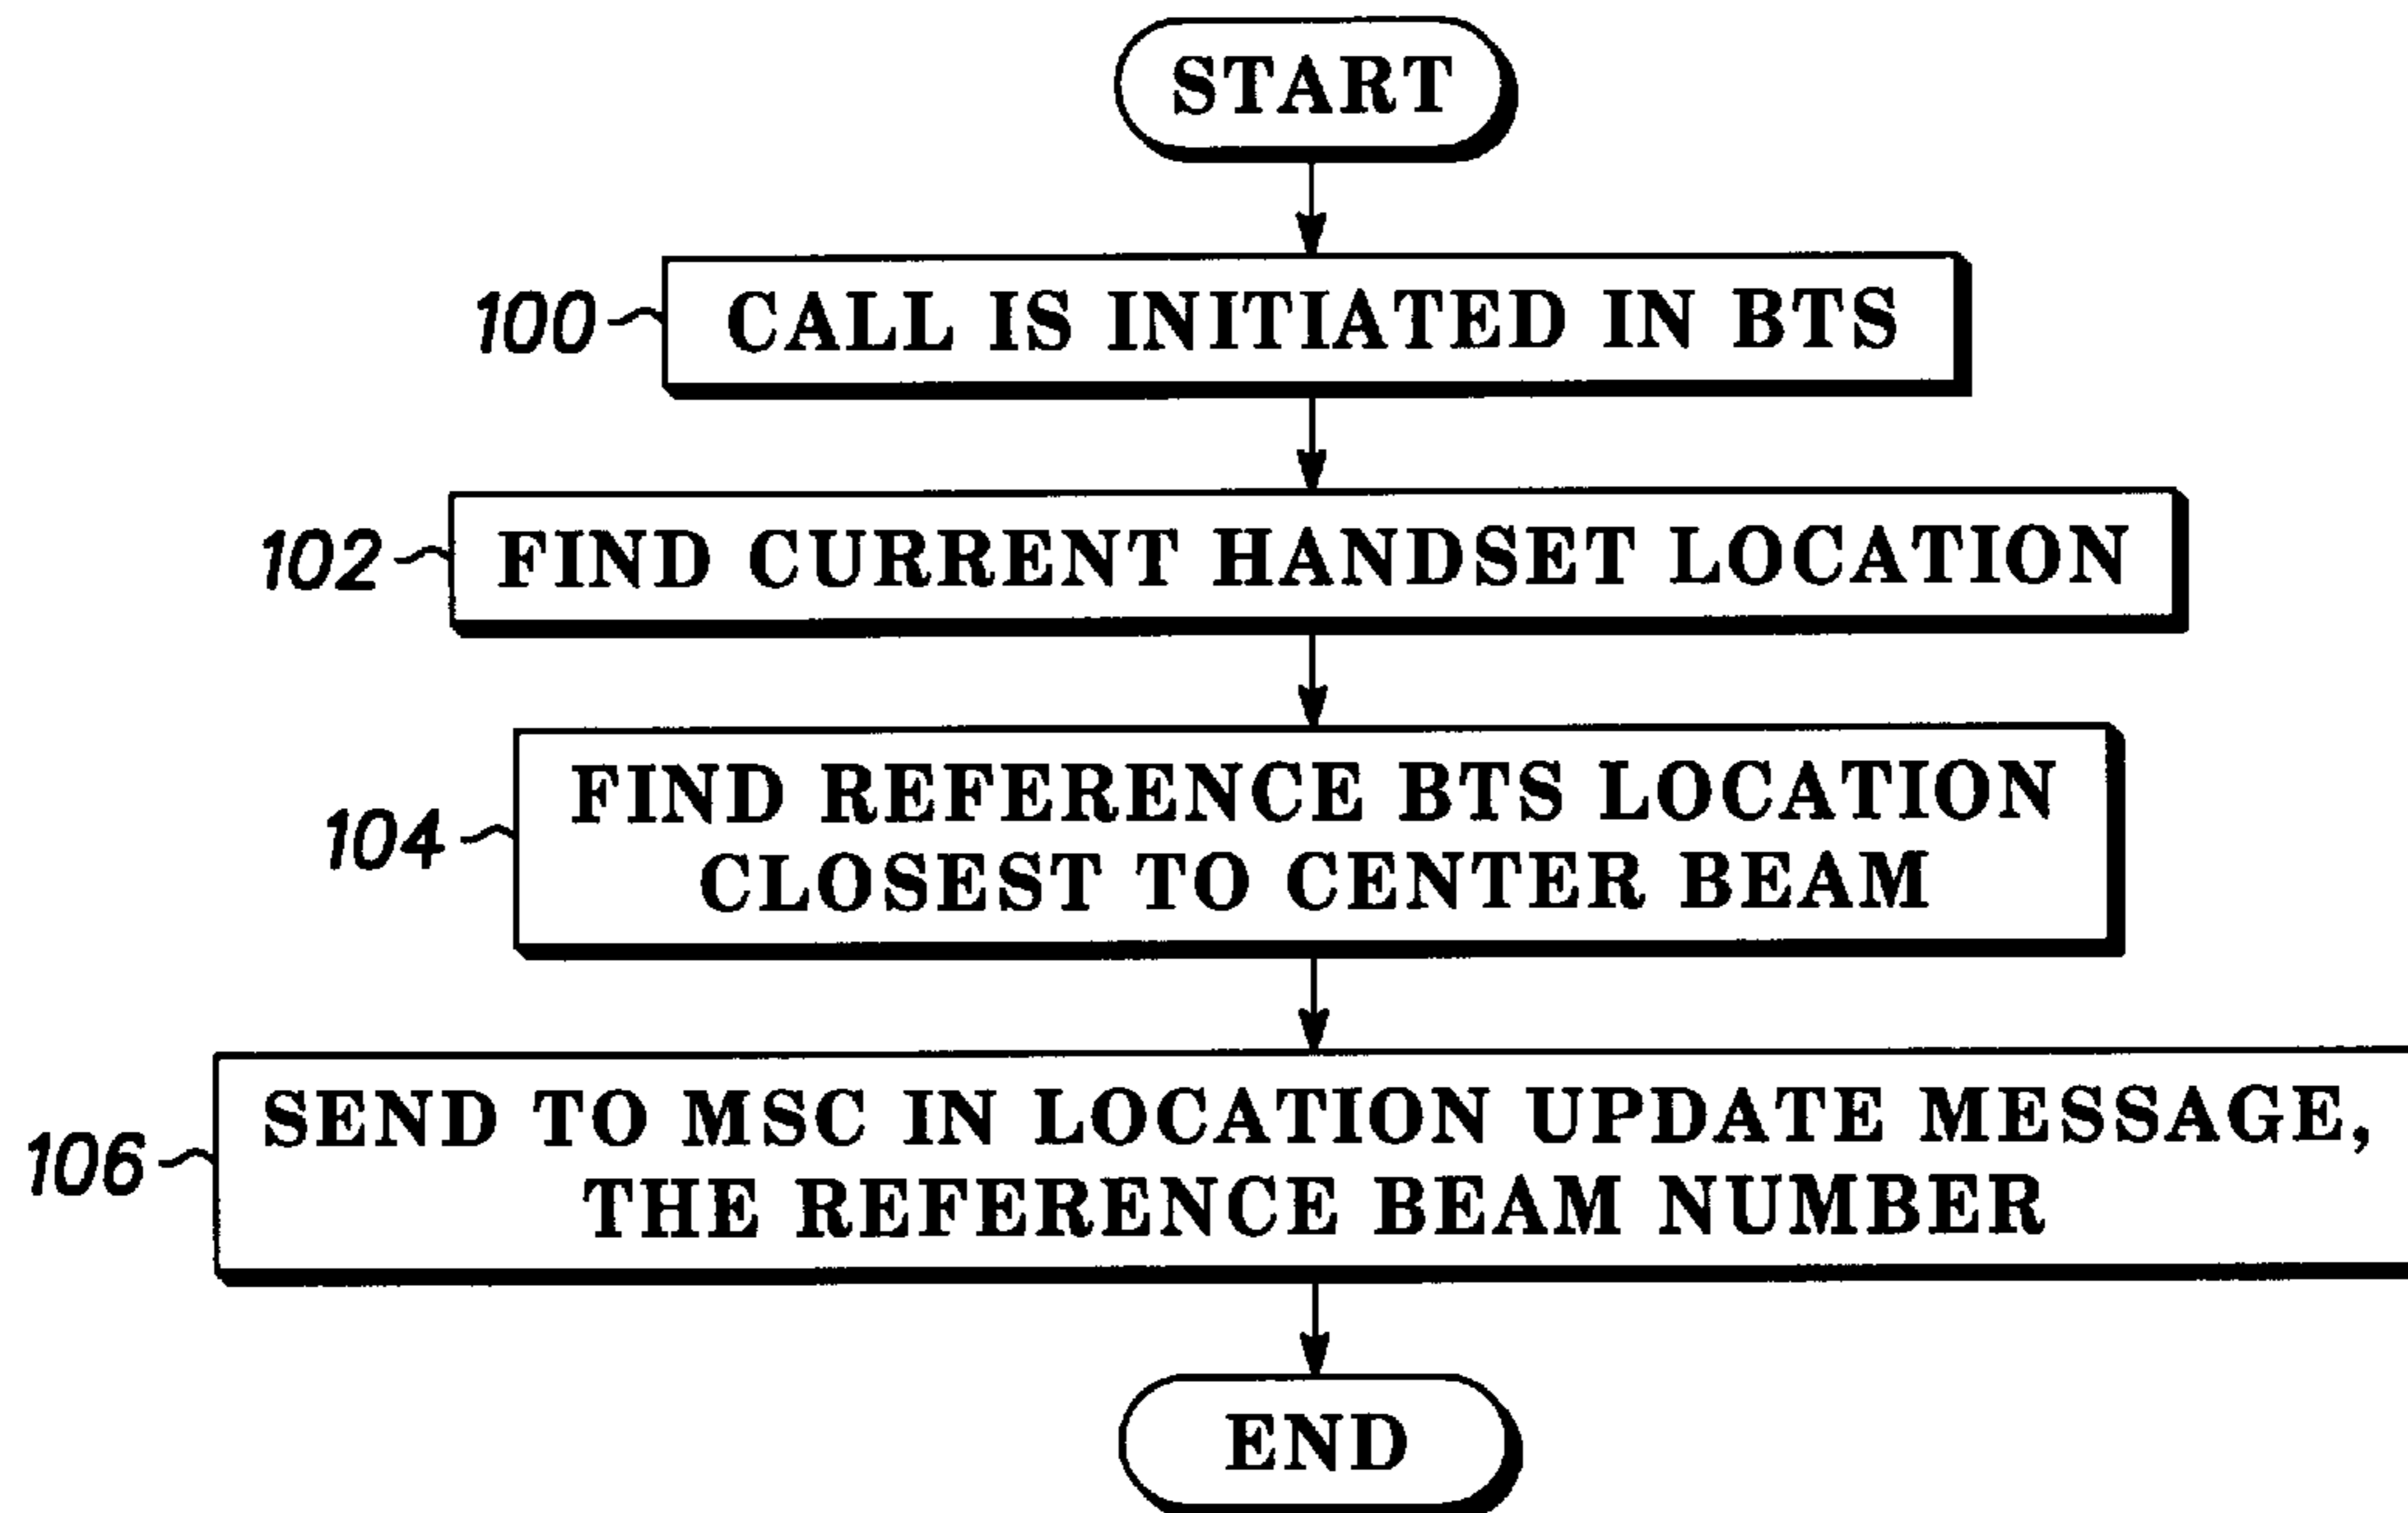 START
100 CALL IS INITIATED IN BTS
102 FIND CURRENT HANDSET LOCATION
104 FIND REFERENCE BTS LOCATION
CLOSEST TO CENTER BEAM
106 SEND TO MSC IN LOCATION UPDATE MESSAGE,
THE REFERENCE BEAM NUMBER
END